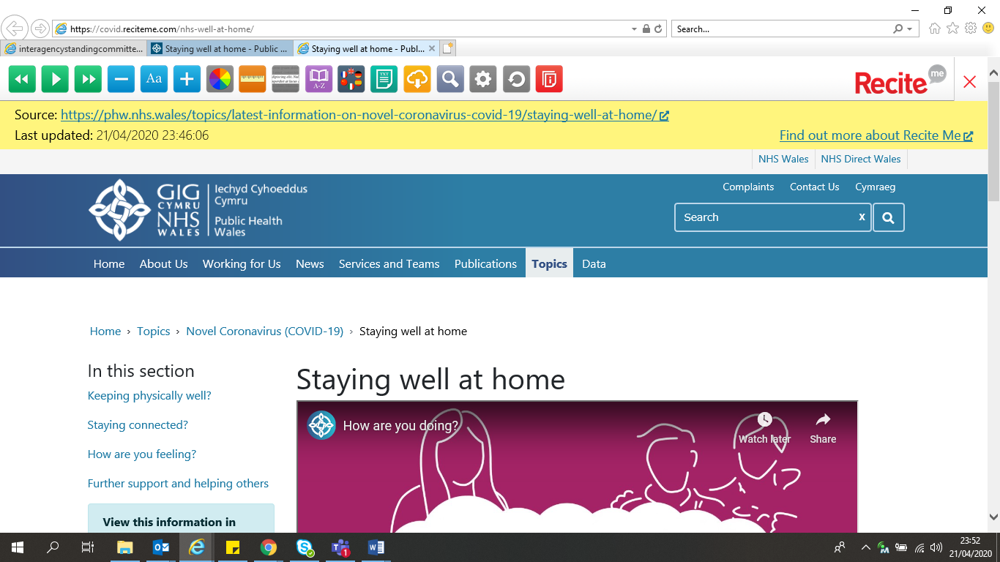 https://covid.reciteme.com/nhs-well-at-home/
Search...
interagencystandingcommitte...
Staying well at home - Public ...
Staying well at home - Publ...
Aa
A-Z
TXT
Recite me
Source: https://phw.nhs.wales/topics/latest-information-on-novel-coronavirus-covid-19/staying-well-at-home/
Last updated: 21/04/2020 23:46:06
Find out more about Recite Me
NHS Wales
NHS Direct Wales
GIG
CYMRU
NHS
WALES
Iechyd Cyhoeddus
Cymru
Public Health
Wales
Complaints
Contact Us
Cymraeg
Search
x
Home
About Us
Working for Us
News
Services and Teams
Publications
Topics
Data
Home › Topics › Novel Coronavirus (COVID-19) › Staying well at home
In this section
Keeping physically well?
Staying connected?
How are you feeling?
Further support and helping others
View this information in
Staying well at home
How are you doing?
Watch later
Share
1
23:52
21/04/2020